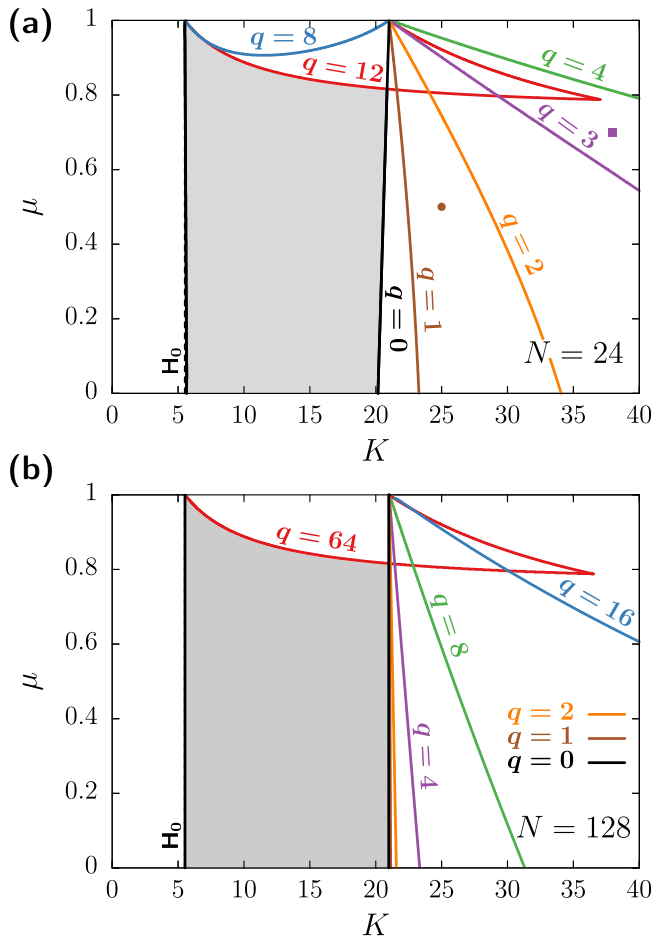 (a)
1
0.8
0.6
0.4
0.2
0
μ
q = 8
q = 12
q = 4
q = 3
q = 2
q = 1
q = 0
H₀
N = 24
0 5 10 15 20 25 30 35 40
K
(b)
1
0.8
0.6
0.4
0.2
0
μ
q = 64
q = 16
q = 8
q = 4
q = 2
q = 1
q = 0
H₀
N = 128
0 5 10 15 20 25 30 35 40
K